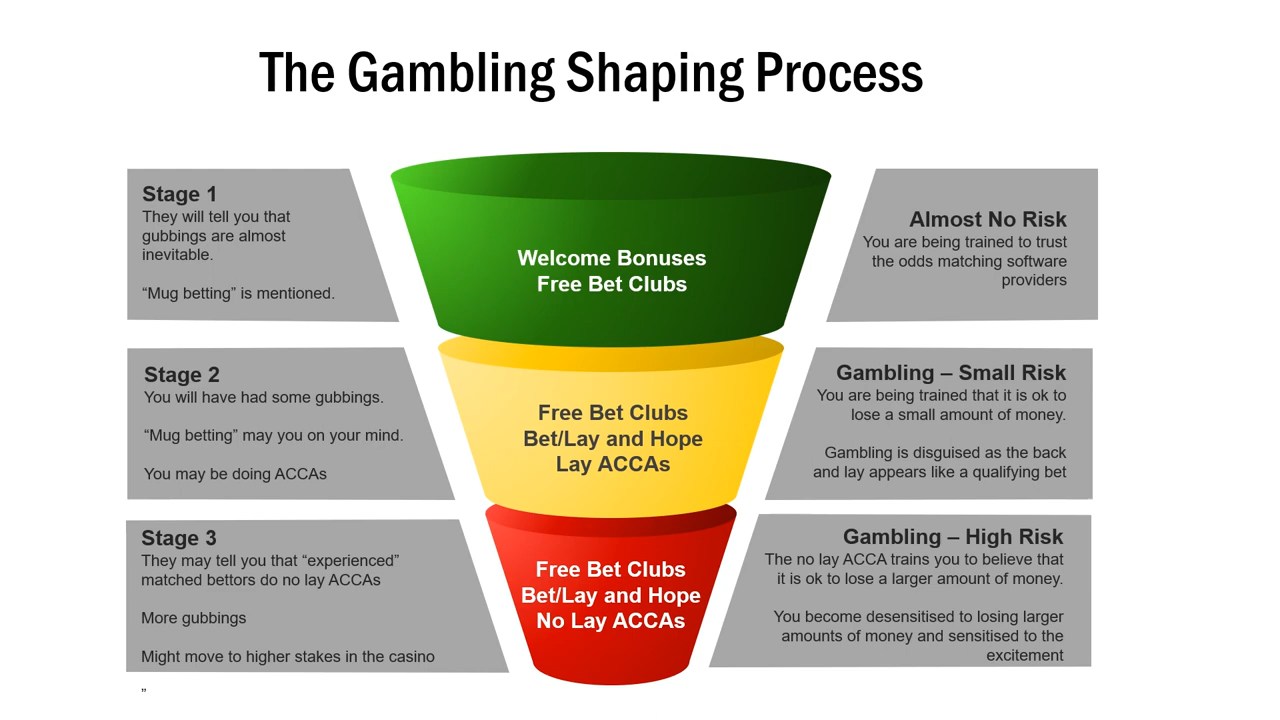 The Gambling Shaping Process
Stage 1
They will tell you that
gubbings are almost
inevitable.
“Mug betting” is mentioned.
Welcome Bonuses
Free Bet Clubs
Almost No Risk
You are being trained to trust
the odds matching software
providers
Stage 2
You will have had some gubbings.
“Mug betting” may you on your mind.
You may be doing ACCAs
Free Bet Clubs
Bet/Lay and Hope
Lay ACCAs
Gambling – Small Risk
You are being trained that it is ok to
lose a small amount of money.
Gambling is disguised as the back
and lay appears like a qualifying bet
Stage 3
They may tell you that “experienced”
matched bettors do no lay ACCAs
More gubbings
Might move to higher stakes in the casino
”
Free Bet Clubs
Bet/Lay and Hope
No Lay ACCAs
Gambling – High Risk
The no lay ACCA trains you to believe that
it is ok to lose a larger amount of money.
You become desensitised to losing larger
amounts of money and sensitised to the
excitement